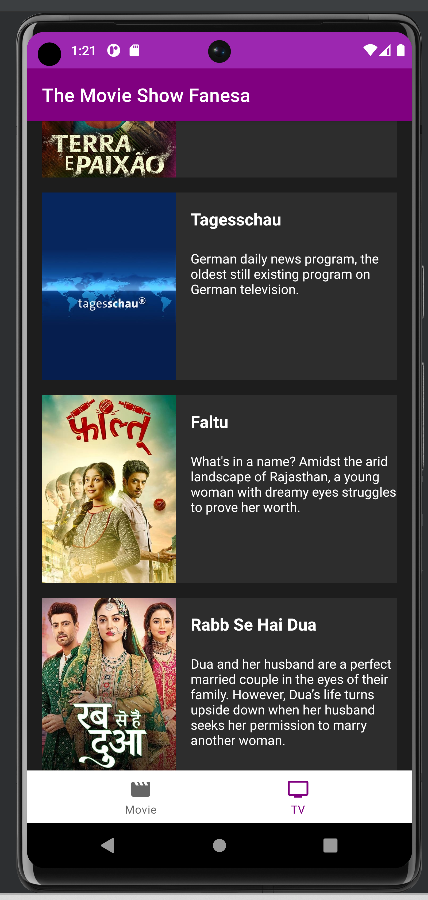 1:21
The Movie Show Fanesa
TERRA
E PAIXÃO
Tagesschau
German daily news program, the
oldest still existing program on
German television.
tagesschau®
Faltu
फ़ालतू
What's in a name? Amidst the arid
landscape of Rajasthan, a young
woman with dreamy eyes struggles
to prove her worth.
Rabb Se Hai Dua
Dua and her husband are a perfect
married couple in the eyes of their
family. However, Dua's life turns
upside down when her husband
seeks her permission to marry
another woman.
रब से है
दुआ
Movie
TV